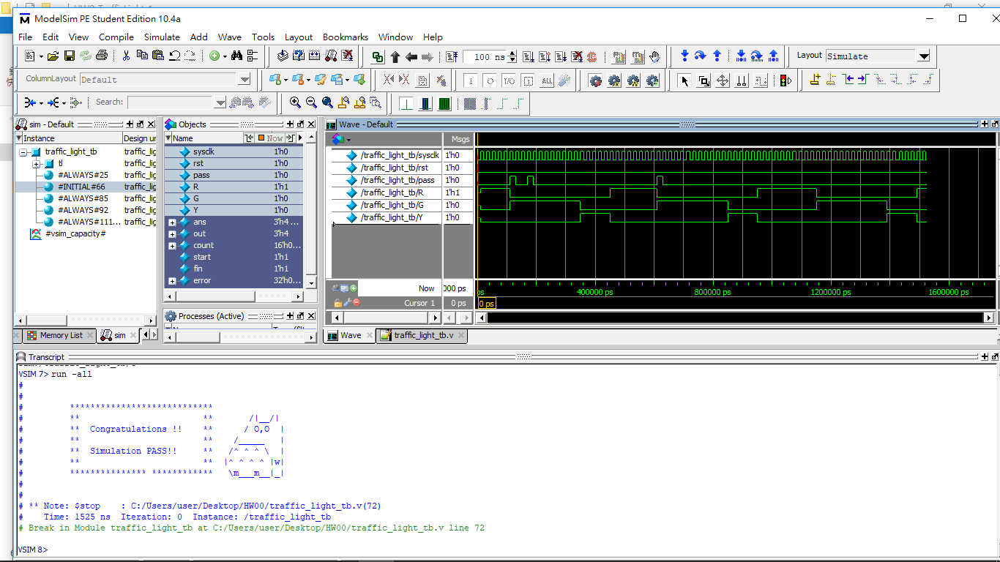 ModelSim PE Student Edition 10.4a
File Edit View Compile Simulate Add Wave Tools Layout Bookmarks Window Help
100 ns
Layout Simulate
ColumnLayout Default
Search:
sim - Default
Instance Design un
traffic_light_tb traffic_lig
tl traffic_lig
#ALWAYS#25 traffic_lig
#INITIAL#66 traffic_lig
#ALWAYS#85 traffic_lig
#ALWAYS#92 traffic_lig
#ALWAYS#111... traffic_lig
#vsim_capacity#
Memory List
sim
Objects
Name Now
sysclk 1'h0
rst 1'h0
pass 1'h0
R 1'h1
G 1'h0
Y 1'h0
ans 3'h4 ...
out 3'h4
count 16'h0...
start 1'h1
fin 1'h1
error 32'h0...
Processes (Active)
Wave - Default
Msgs
/traffic_light_tb/sysclk 1'h0
/traffic_light_tb/rst 1'h0
/traffic_light_tb/pass 1'h0
/traffic_light_tb/R 1'h1
/traffic_light_tb/G 1'h0
/traffic_light_tb/Y 1'h0
Now 000 ps
Cursor 1 0 ps
400000 ps 800000 ps 1200000 ps 1600000 ps
0 ps
Wave
traffic_light_tb.v
Transcript
VSIM 7> run -all
#
#
#         ****************************
#         **                        **       /|__/|
#         **  Congratulations !!    **      / O,O  |
#         **                        **    /_____   |
#         **  Simulation PASS!!     **   /^ ^ ^ \  |
#         **                        **  |^ ^ ^ ^ |w|
#         *************** ************   \m___m__|_|
#
#
# ** Note: $stop    : C:/Users/user/Desktop/HW00/traffic_light_tb.v(72)
#    Time: 1525 ns  Iteration: 0  Instance: /traffic_light_tb
# Break in Module traffic_light_tb at C:/Users/user/Desktop/HW00/traffic_light_tb.v line 72
VSIM 8>